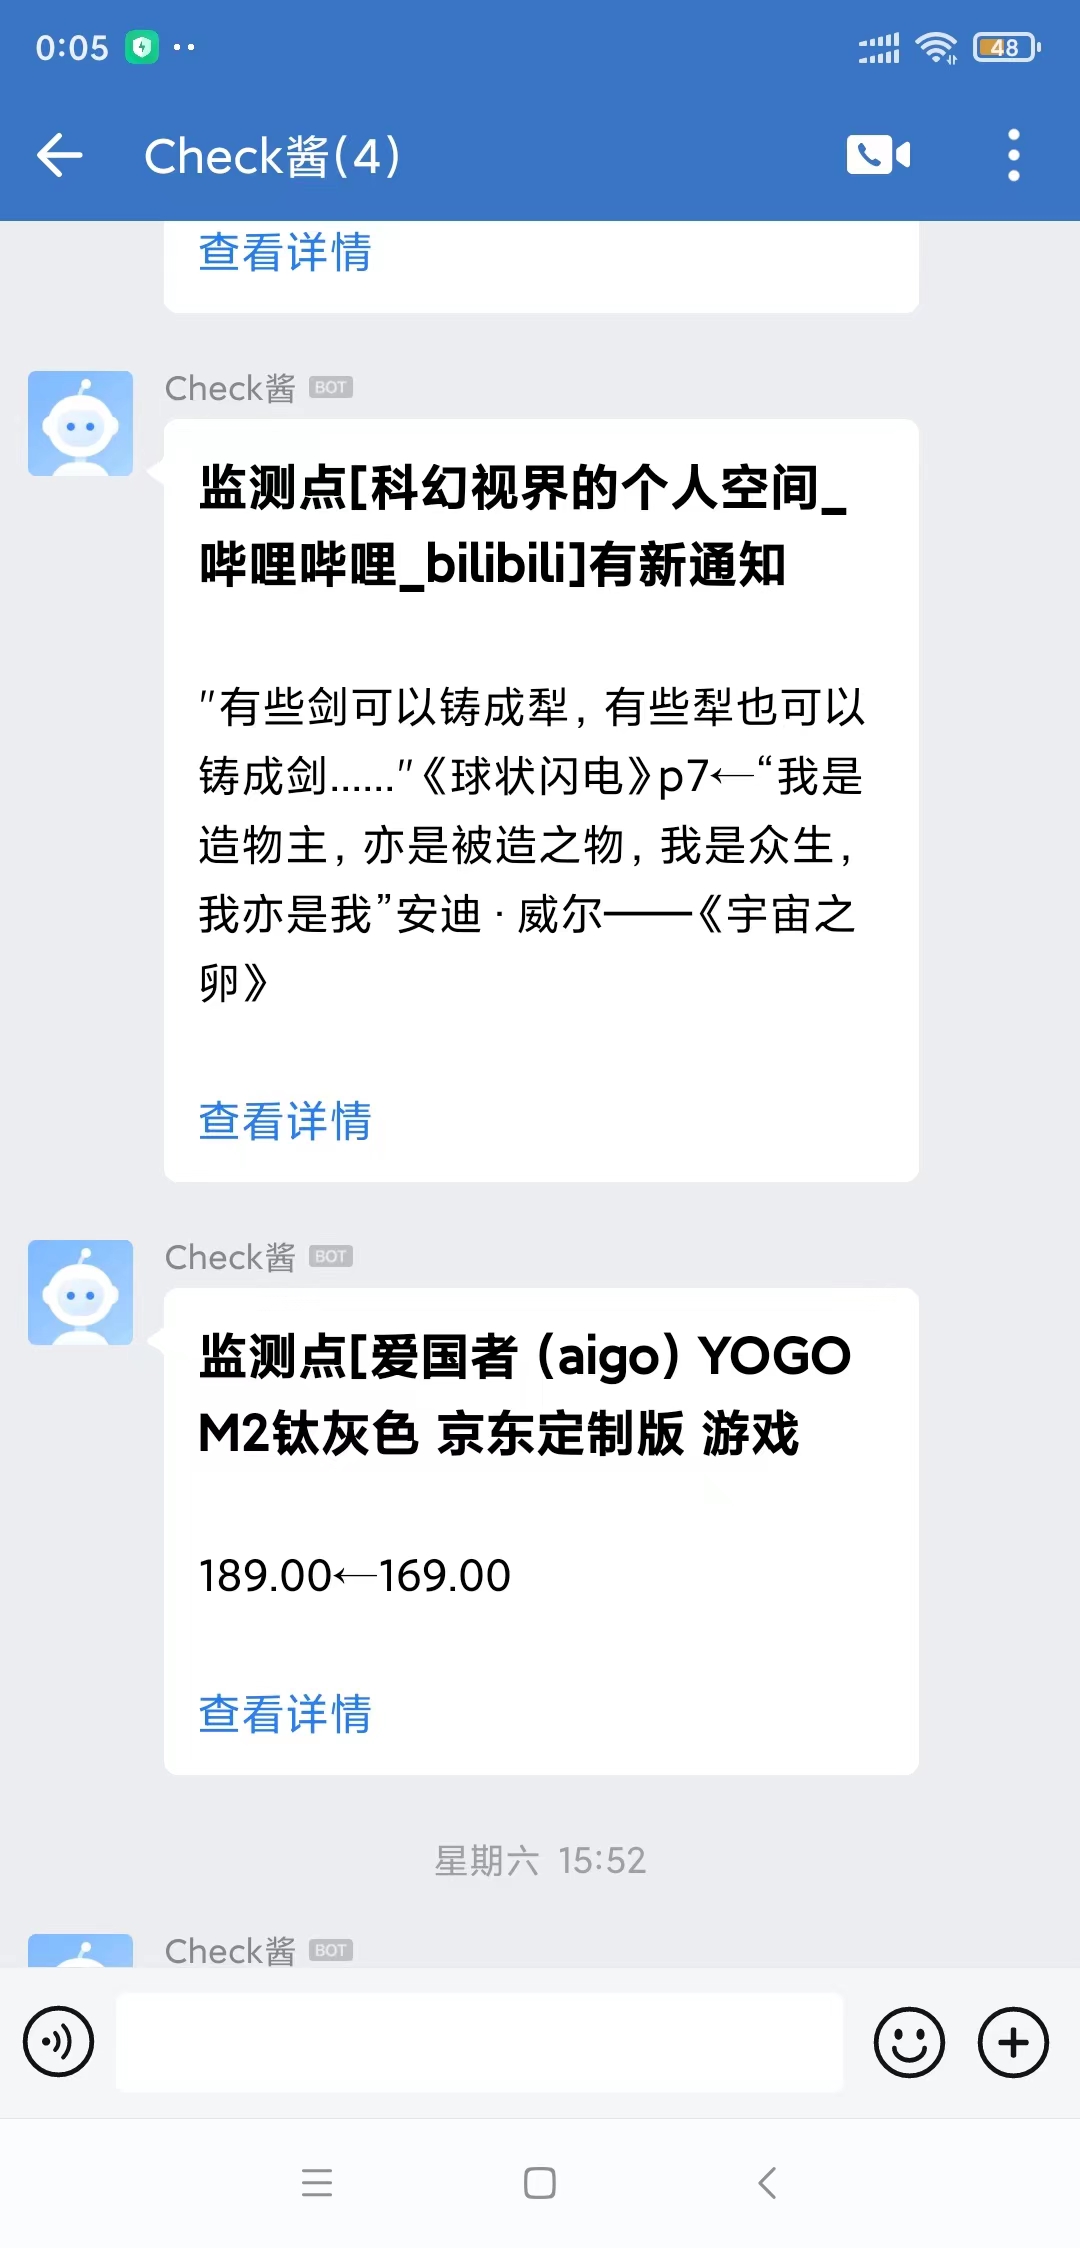 0:05
48
Check酱(4)
查看详情
Check酱 BOT
监测点[科幻视界的个人空间_
哔哩哔哩_bilibili]有新通知
"有些剑可以铸成犁，有些犁也可以
铸成剑……"《球状闪电》p7←“我是
造物主，亦是被造之物，我是众生，
我亦是我”安迪·威尔——《宇宙之
卵》
查看详情
Check酱 BOT
监测点[爱国者（aigo）YOGO
M2钛灰色 京东定制版 游戏
189.00←169.00
查看详情
星期六 15:52
Check酱 BOT